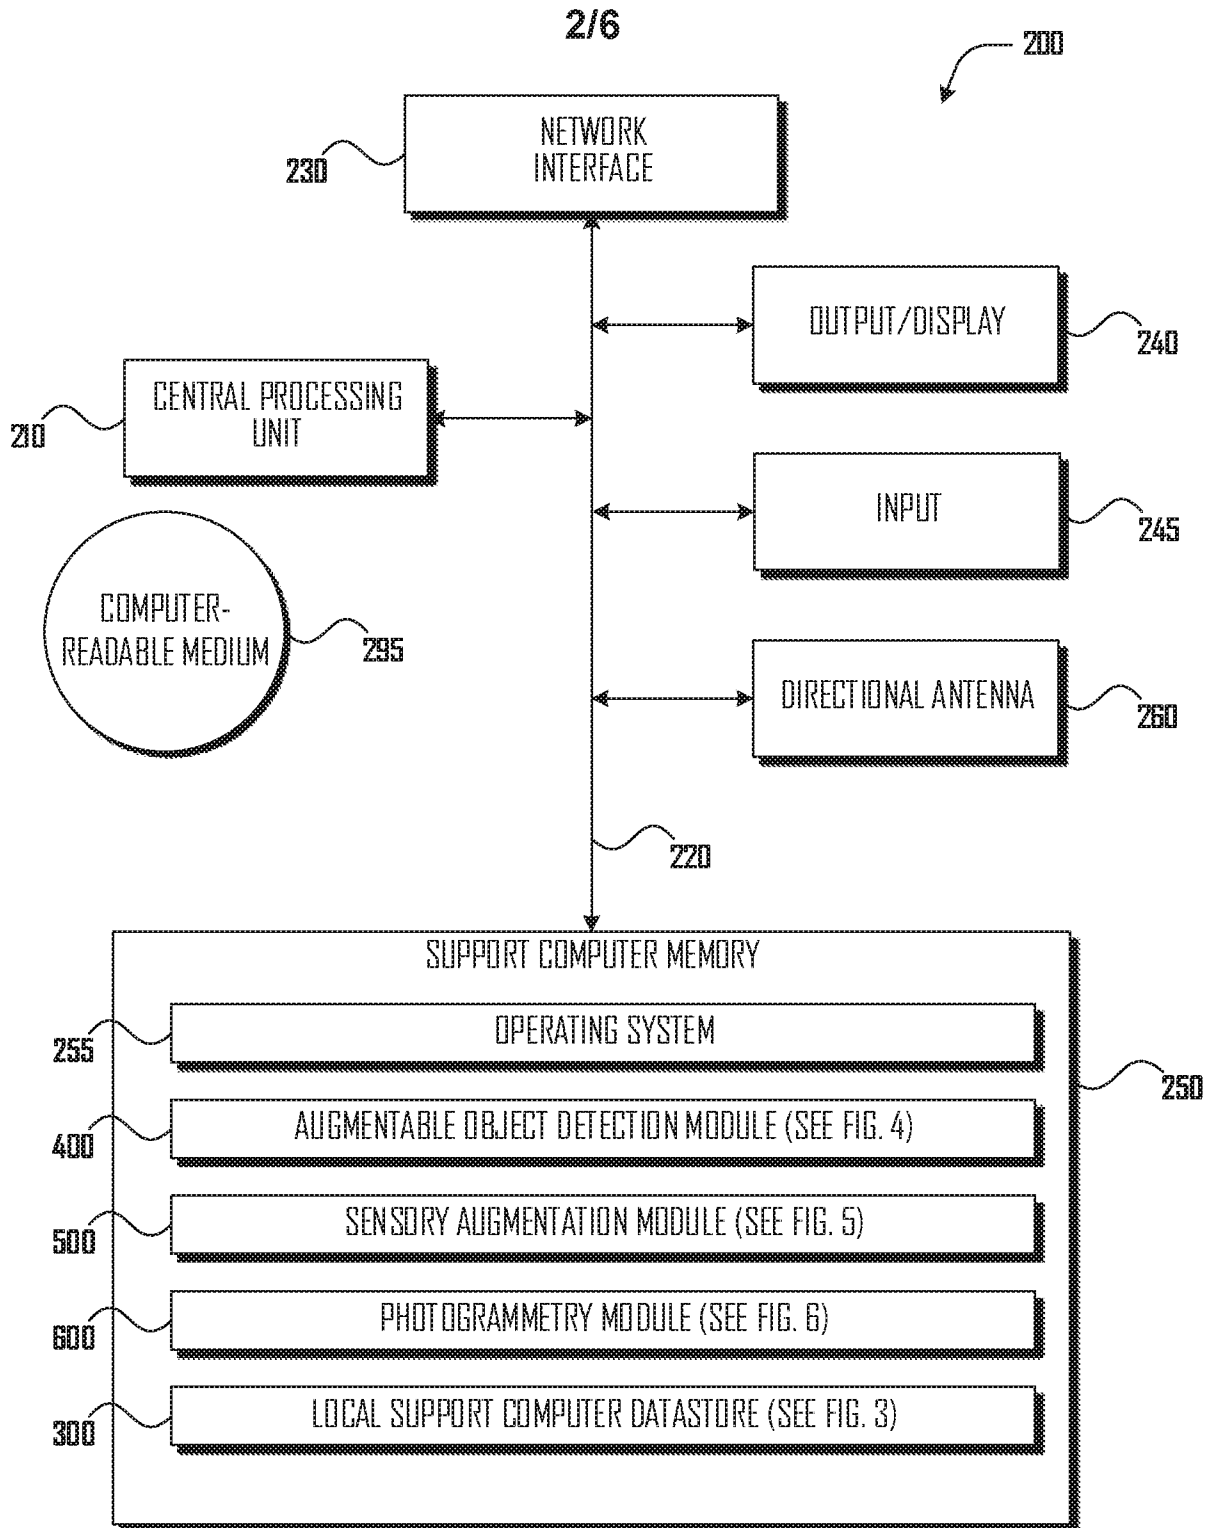 2/6
200
NETWORK
INTERFACE
230
OUTPUT/DISPLAY
240
CENTRAL PROCESSING
UNIT
210
INPUT
245
COMPUTER-
READABLE MEDIUM
295
DIRECTIONAL ANTENNA
260
220
SUPPORT COMPUTER MEMORY
OPERATING SYSTEM
255
250
AUGMENTABLE OBJECT DETECTION MODULE (SEE FIG. 4)
400
SENSORY AUGMENTATION MODULE (SEE FIG. 5)
500
PHOTOGRAMMETRY MODULE (SEE FIG. 6)
600
LOCAL SUPPORT COMPUTER DATASTORE (SEE FIG. 3)
300